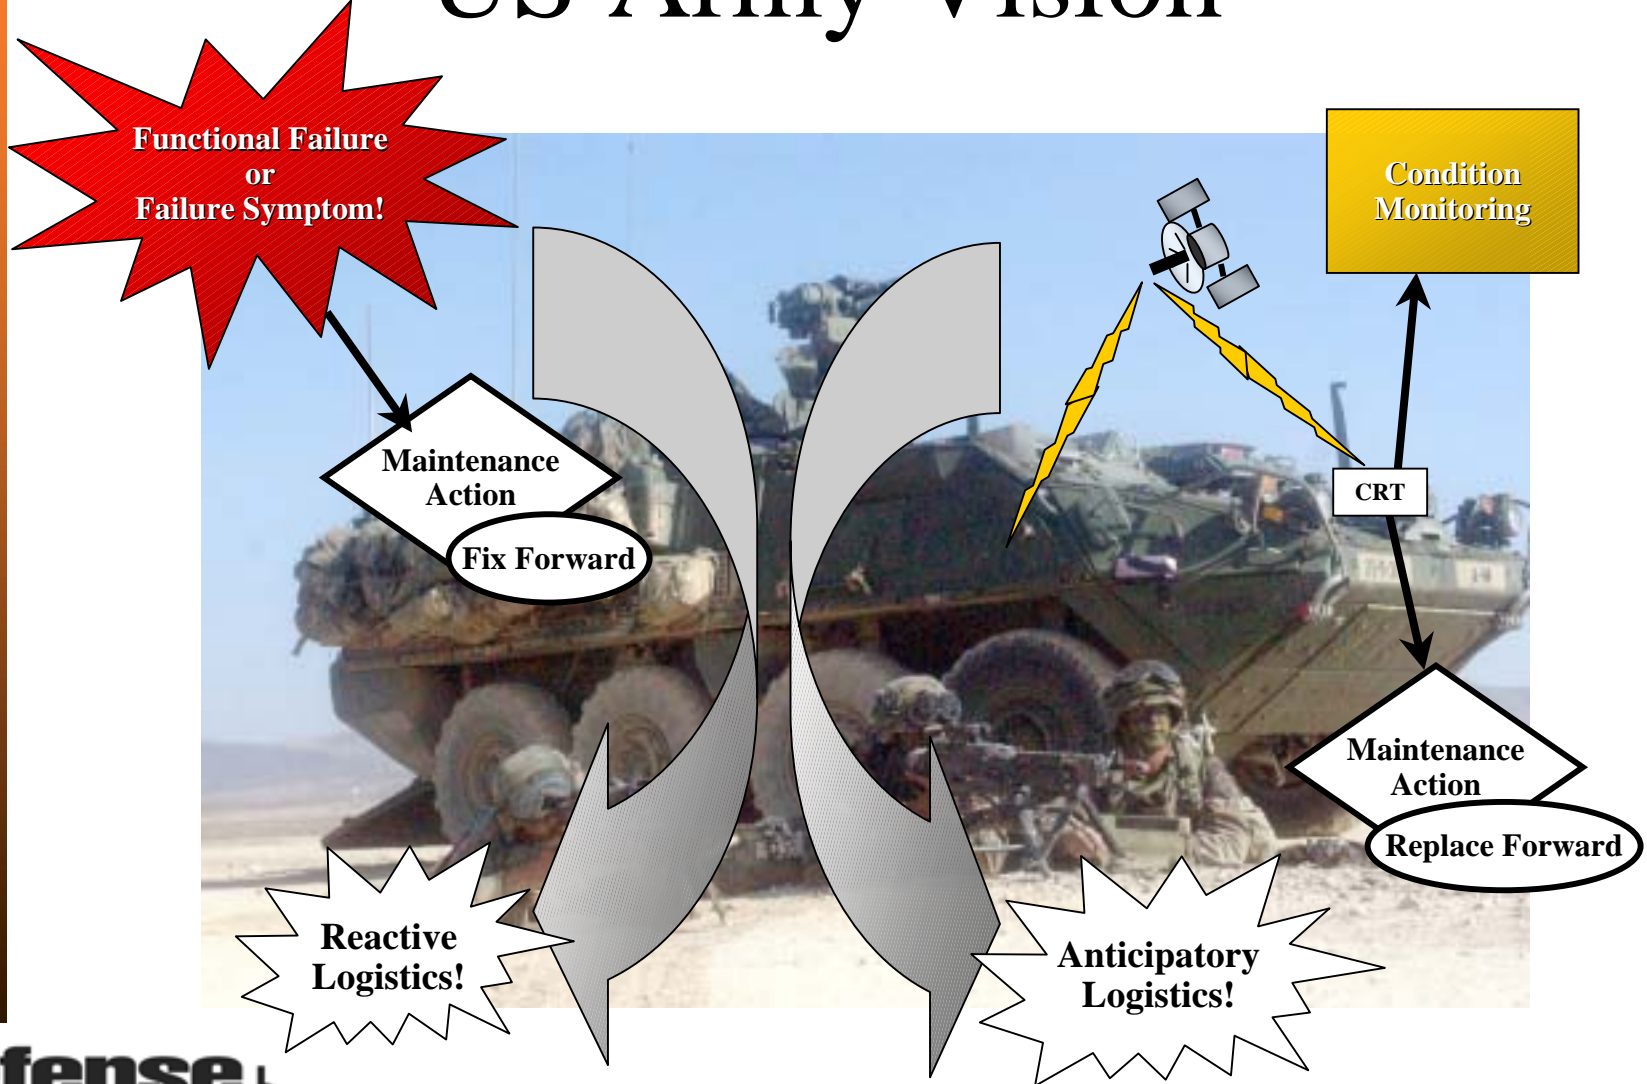 US Army Vision
Functional Failure
or
Failure Symptom!
Condition
Monitoring
Maintenance
Action
Fix Forward
CRT
Maintenance
Action
Replace Forward
Reactive
Logistics!
Anticipatory
Logistics!
fense